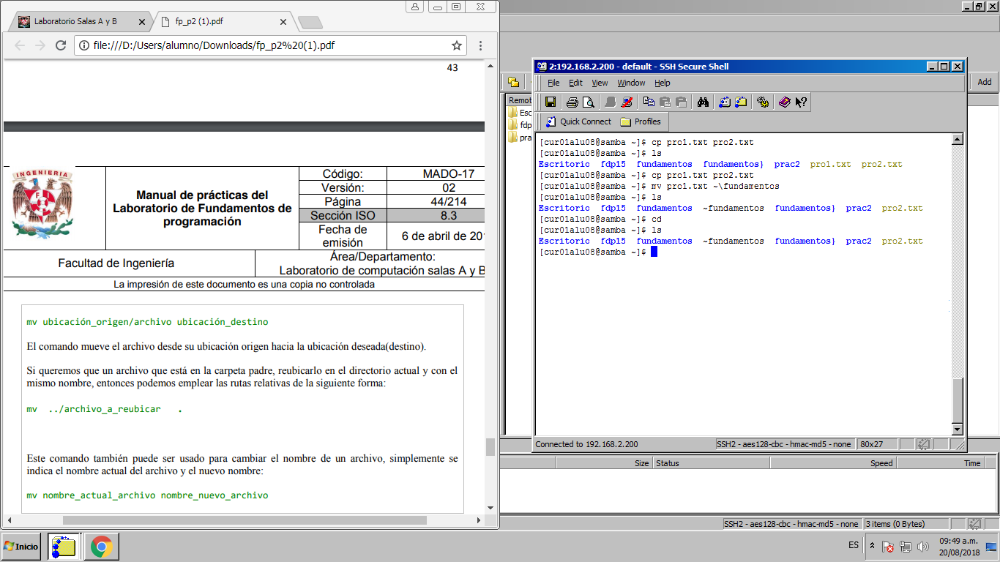 Laboratorio Salas A y B
fp_p2 (1).pdf
file:///D:/Users/alumno/Downloads/fp_p2%20(1).pdf
43
INGENIERIA
Manual de prácticas del
Laboratorio de Fundamentos de
programación
Código:
MADO-17
Versión:
02
Página
44/214
Sección ISO
8.3
Fecha de
emisión
6 de abril de 201
Facultad de Ingeniería
Área/Departamento:
Laboratorio de computación salas A y B
La impresión de este documento es una copia no controlada
mv ubicación_origen/archivo ubicación_destino
El comando mueve el archivo desde su ubicación origen hacia la ubicación deseada(destino).
Si queremos que un archivo que está en la carpeta padre, reubicarlo en el directorio actual y con el
mismo nombre, entonces podemos emplear las rutas relativas de la siguiente forma:
mv ../archivo_a_reubicar .
Este comando también puede ser usado para cambiar el nombre de un archivo, simplemente se
indica el nombre actual del archivo y el nuevo nombre:
mv nombre_actual_archivo nombre_nuevo_archivo
Add
Remot
Esc
fdp
pra
2:192.168.2.200 - default - SSH Secure Shell
File Edit View Window Help
Quick Connect Profiles
[cur01alu08@samba ~]$ cp pro1.txt pro2.txt
[cur01alu08@samba ~]$ ls
Escritorio fdp15 fundamentos fundamentos} prac2 pro1.txt pro2.txt
[cur01alu08@samba ~]$ cp pro1.txt pro2.txt
[cur01alu08@samba ~]$ mv pro1.txt ~\fundamentos
[cur01alu08@samba ~]$ ls
Escritorio fdp15 fundamentos ~fundamentos fundamentos} prac2 pro2.txt
[cur01alu08@samba ~]$ cd
[cur01alu08@samba ~]$ ls
Escritorio fdp15 fundamentos ~fundamentos fundamentos} prac2 pro2.txt
[cur01alu08@samba ~]$
Connected to 192.168.2.200
SSH2 - aes128-cbc - hmac-md5 - none
80x27
Size Status Speed Time
SSH2 - aes128-cbc - hmac-md5 - none
3 items (0 Bytes)
Inicio
ES
09:49 a.m.
20/08/2018